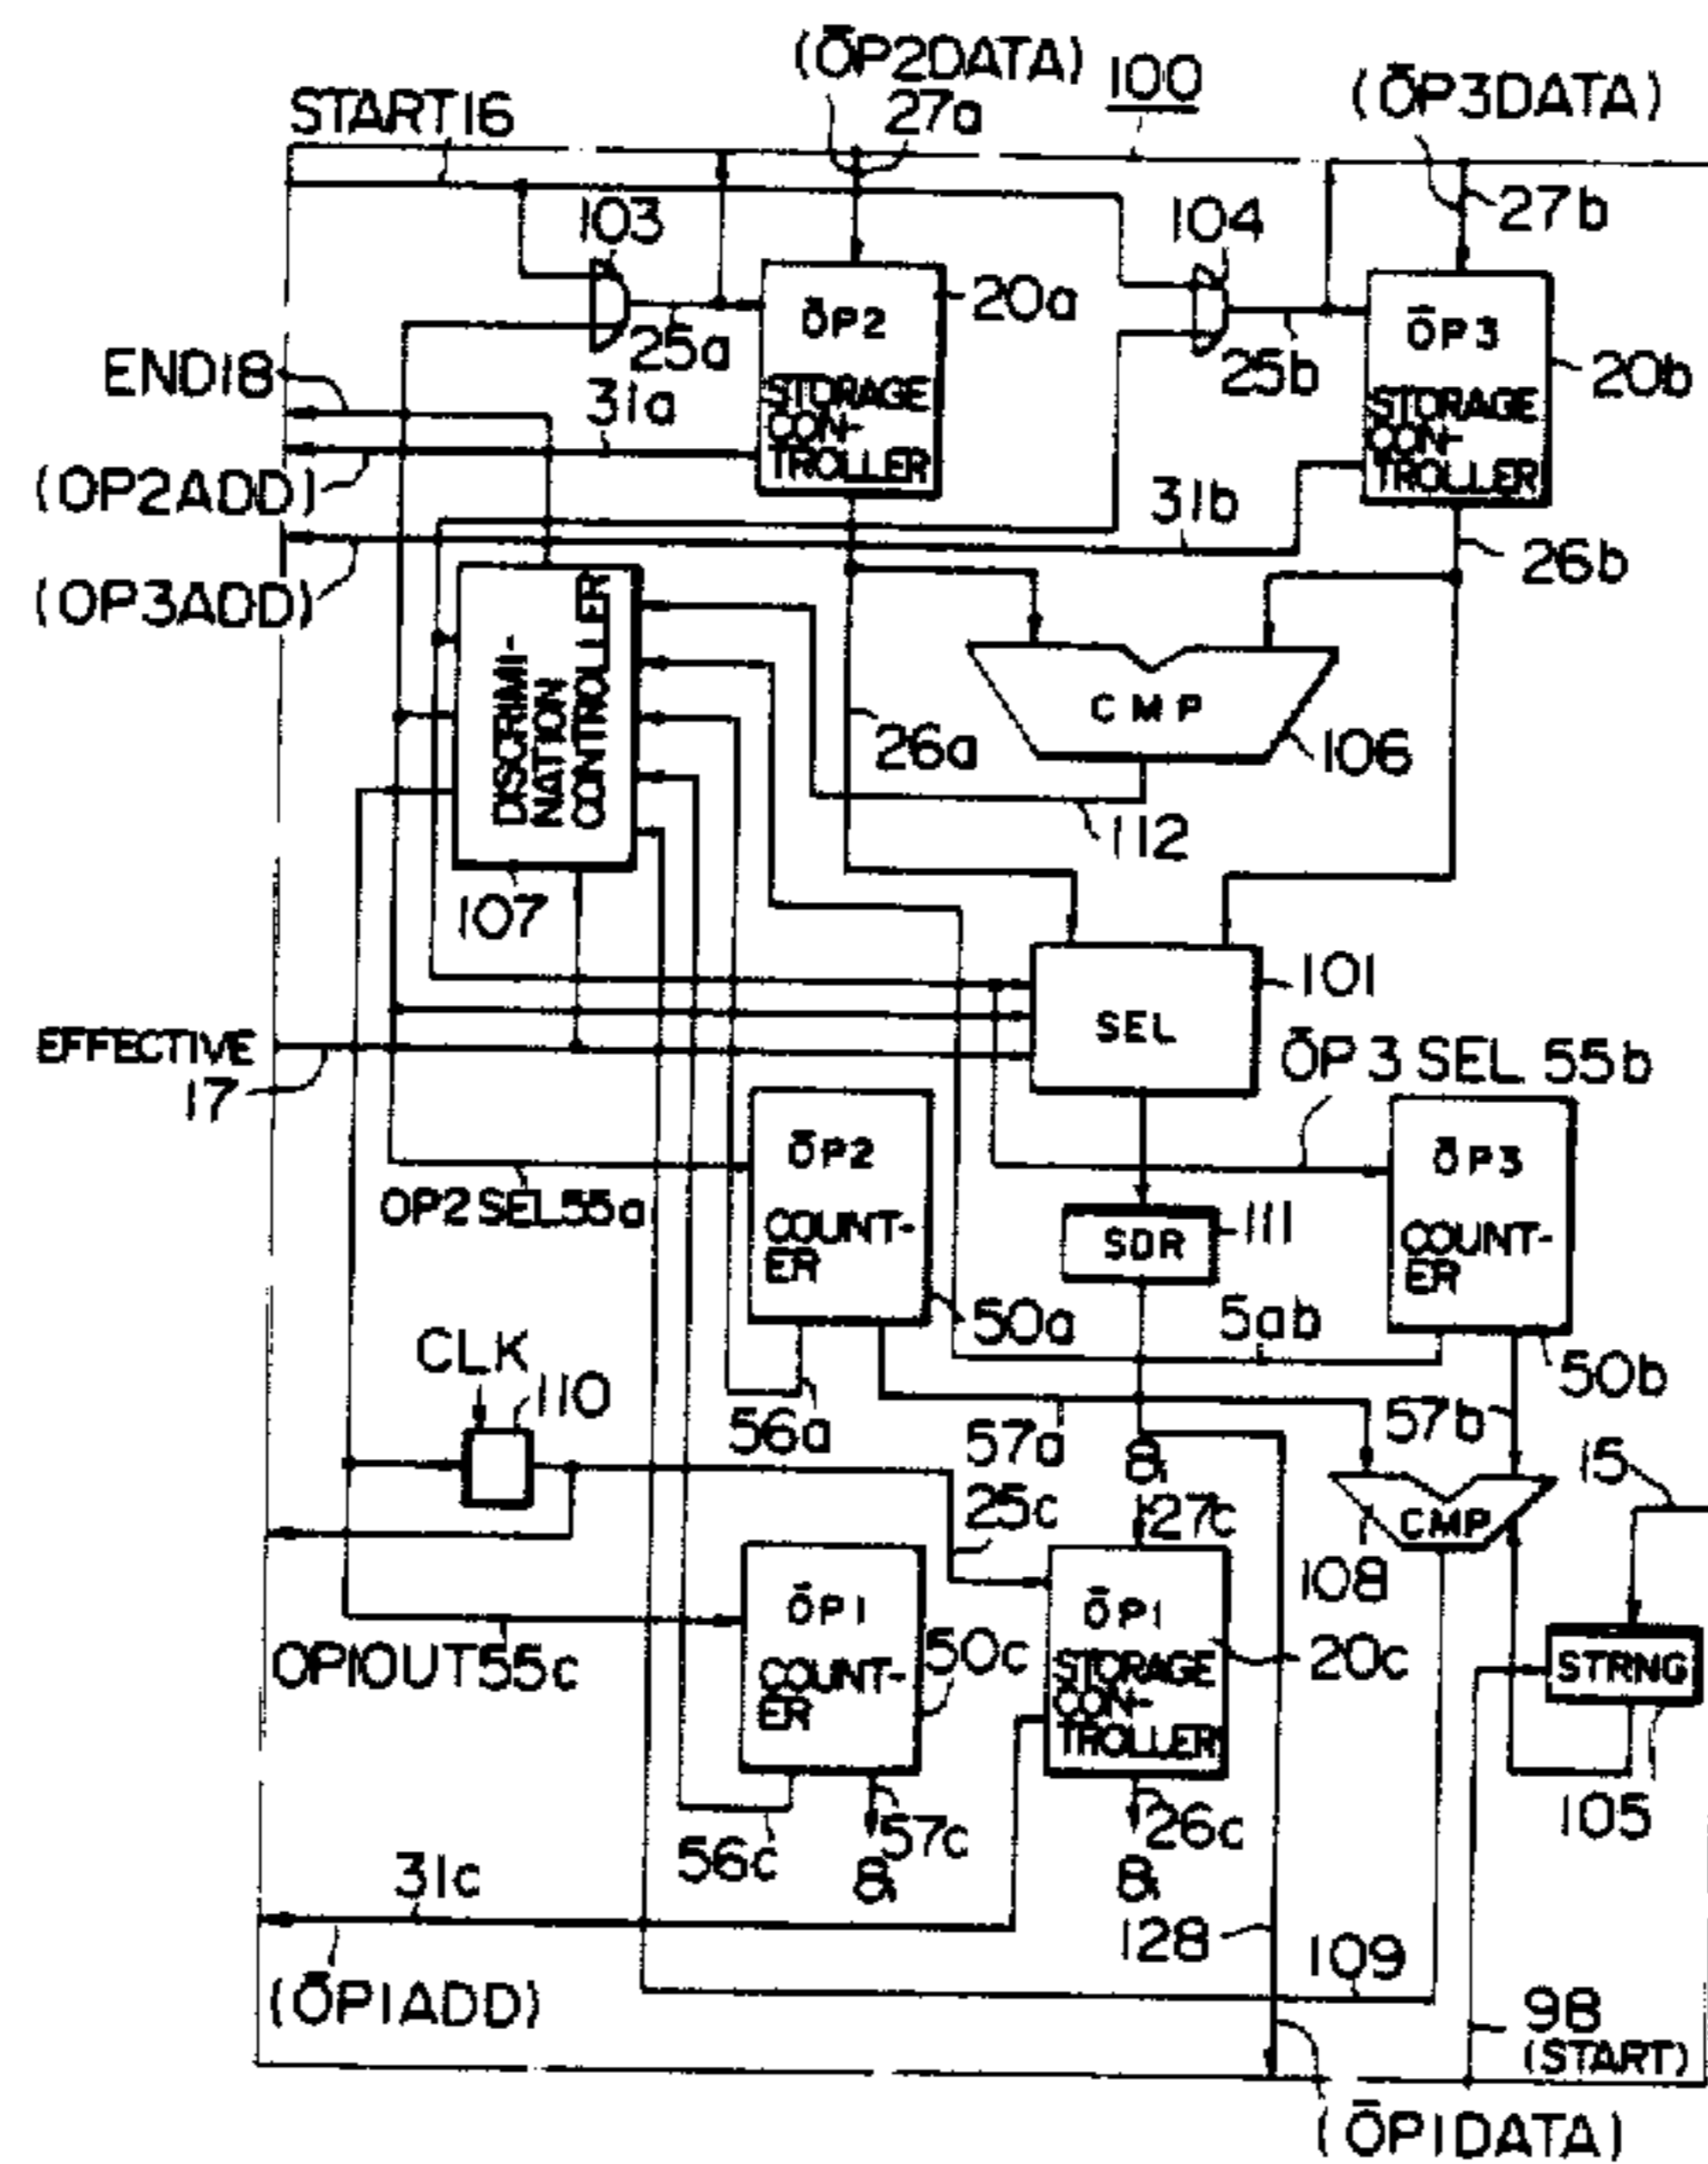 (ŌP2DATA)
100
(ŌP3DATA)
START16
27a
27b
103
104
20a
ŌP2
STORAGE
CON-
TROLLER
25a
ŌP3
STORAGE
CON-
TROLLER
20b
25b
END18
31a
(OP2ADD)
31b
26b
(OP3ADD)
DISCRIMI-
NATION
CONTROLLER
CMP
26a
106
112
107
101
SEL
EFFECTIVE
17
ŌP3 SEL 55b
ŌP2
COUNT-
ER
OP2SEL55a
SDR
111
ŌP3
COUNT-
ER
50a
5ab
50b
CLK
110
56a
57a
57b
15
8
27c
25c
CMP
108
ŌP1
COUNT-
ER
50c
ŌP1
STORAGE
CON-
TROLLER
20c
STRNG
OP1OUT55c
105
56c
57c
8
26c
8
31c
128
109
(ŌP1ADD)
98
(START)
(ŌP1DATA)